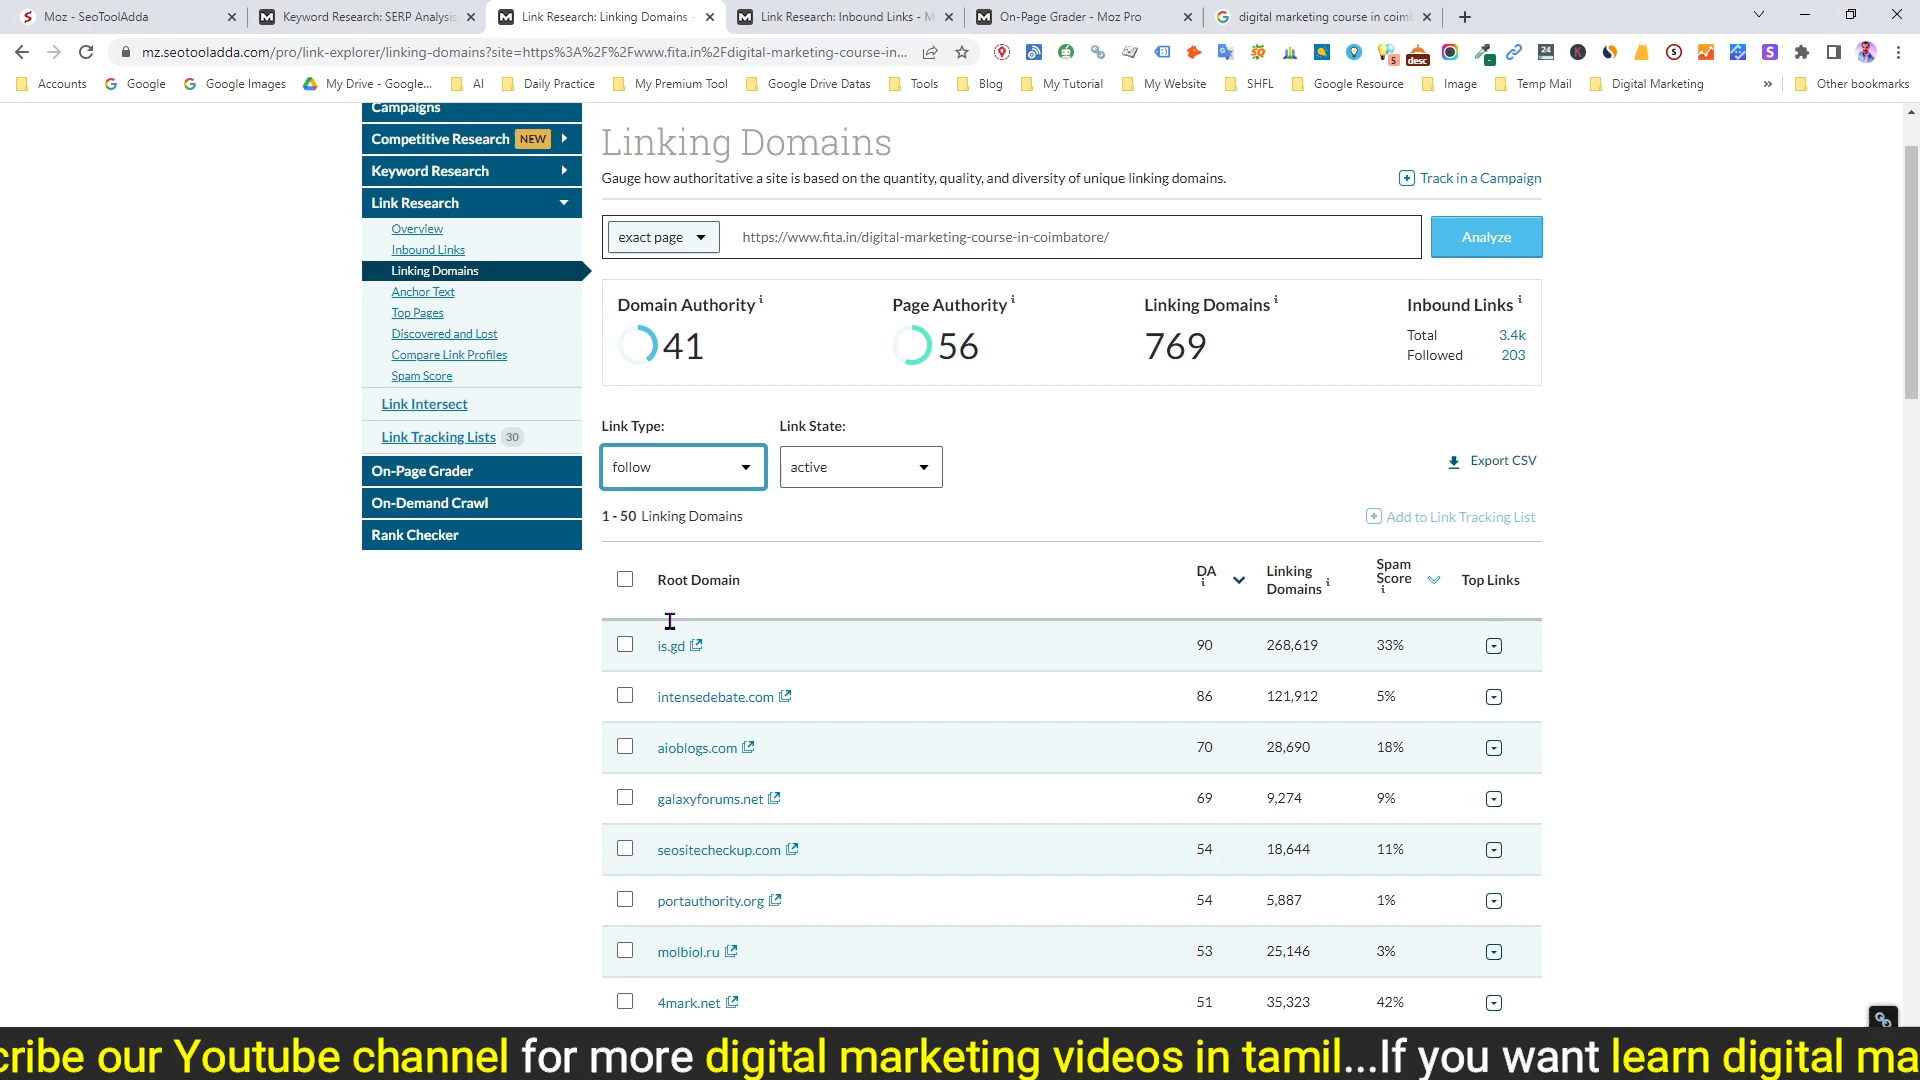 Moz - SeoToolAdda
Keyword Research: SERP Analysis
Link Research: Linking Domains -
Link Research: Inbound Links - M
On-Page Grader - Moz Pro
digital marketing course in coimb
mz.seotooladda.com/pro/link-explorer/linking-domains?site=https%3A%2F%2Fwww.fita.in%2Fdigital-marketing-course-in...
Accounts
Google
Google Images
My Drive - Google...
AI
Daily Practice
My Premium Tool
Google Drive Datas
Tools
Blog
My Tutorial
My Website
SHFL
Google Resource
Image
Temp Mail
Digital Marketing
»
Other bookmarks
Campaigns
Competitive Research NEW
Keyword Research
Link Research
Overview
Inbound Links
Linking Domains
Anchor Text
Top Pages
Discovered and Lost
Compare Link Profiles
Spam Score
Link Intersect
Link Tracking Lists 30
On-Page Grader
On-Demand Crawl
Rank Checker
Linking Domains
Gauge how authoritative a site is based on the quantity, quality, and diversity of unique linking domains.
Track in a Campaign
exact page
https://www.fita.in/digital-marketing-course-in-coimbatore/
Analyze
Domain Authority i
41
Page Authority i
56
Linking Domains i
769
Inbound Links i
Total 3.4k
Followed 203
Link Type:
Link State:
follow
active
Export CSV
1 - 50 Linking Domains
Add to Link Tracking List
Root Domain
DA i
Linking Domains i
Spam Score i
Top Links
is.gd 90 268,619 33%
intensedebate.com 86 121,912 5%
aioblogs.com 70 28,690 18%
galaxyforums.net 69 9,274 9%
seositecheckup.com 54 18,644 11%
portauthority.org 54 5,887 1%
molbiol.ru 53 25,146 3%
4mark.net 51 35,323 42%
cribe our Youtube channel for more digital marketing videos in tamil...If you want learn digital ma